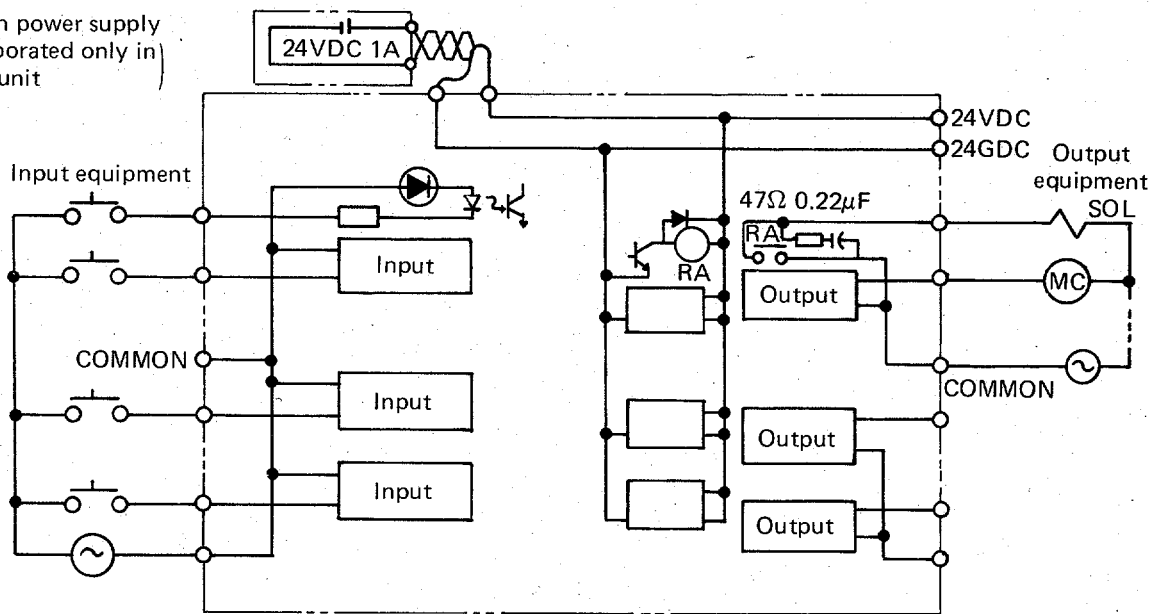 power supply
only in
unit
24VDC 1A
24VDC
24GDC
Input equipment
Output
equipment
SOL
47Ω 0.22µF
RA
RA
Input
Output
MC
COMMON
COMMON
Input
Output
Input
Output